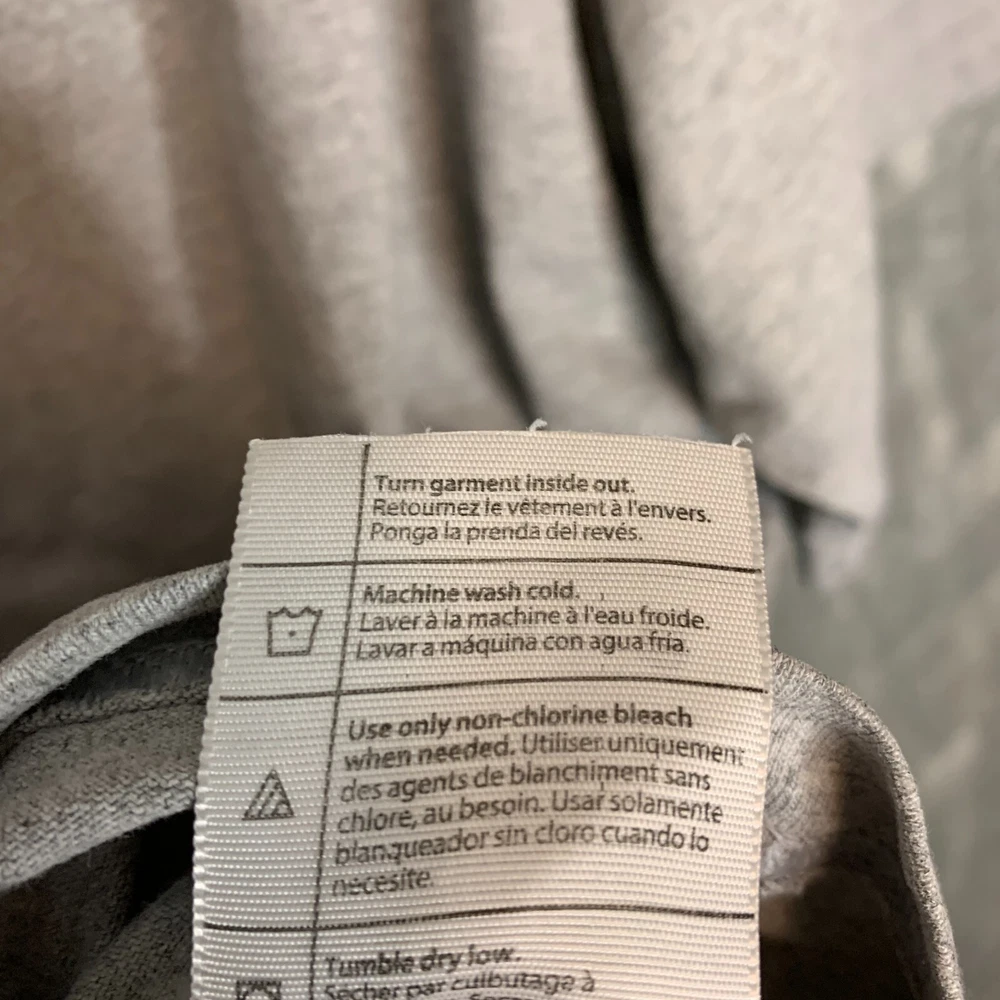 Turn garment inside out.
Retournez le vêtement à l'envers.
Ponga la prenda del revés.
Machine wash cold.
Laver à la machine à l'eau froide.
Lavar a máquina con agua fría.
Use only non-chlorine bleach
when needed. Utiliser uniquement
des agents de blanchiment sans
chlore, au besoin. Usar solamente
blanqueador sin cloro cuando lo
necesite.
Tumble dry low.
Sécher par culbutage à